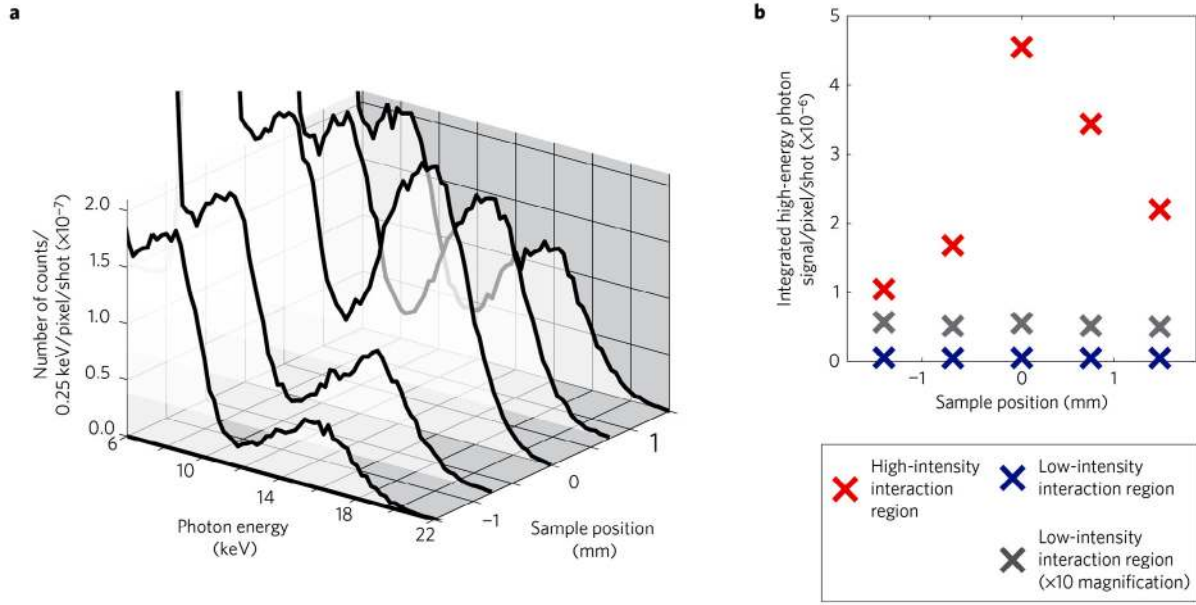 a
Number of counts/
0.25 keV/pixel/shot (×10⁻⁷)
2.0
1.5
1.0
0.5
0.0
6
10
14
18
22
Photon energy
(keV)
−1
0
1
Sample position
(mm)
b
Integrated high-energy photon
signal/pixel/shot (×10⁻⁶)
5
4
3
2
1
0
−1
0
1
Sample position (mm)
High-intensity
interaction
region
Low-intensity
interaction region
Low-intensity
interaction region
(×10 magnification)